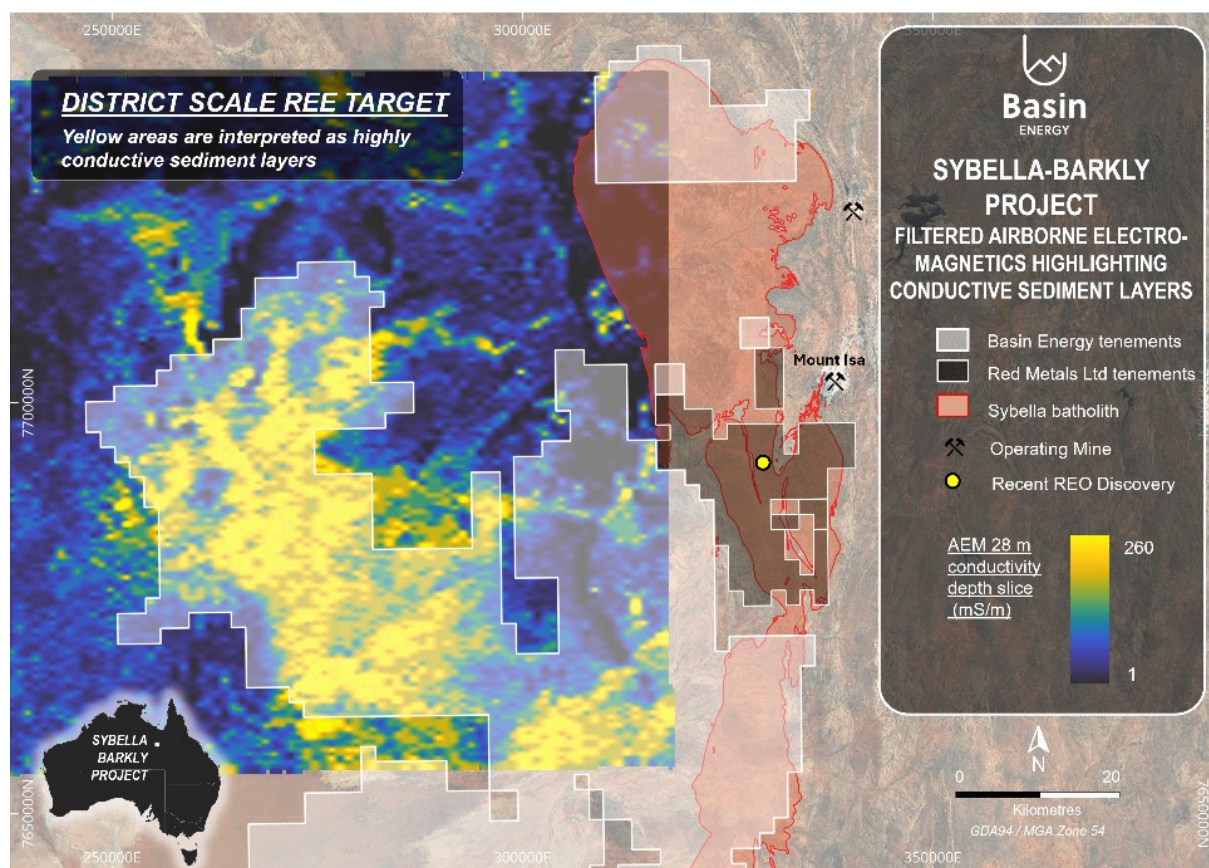 250000E
300000E
350000E
DISTRICT SCALE REE TARGET
Yellow areas are interpreted as highly
conductive sediment layers
Basin
ENERGY
SYBELLA-BARKLY
PROJECT
FILTERED AIRBORNE ELECTRO-
MAGNETICS HIGHLIGHTING
CONDUCTIVE SEDIMENT LAYERS
Basin Energy tenements
Red Metals Ltd tenements
Sybella batholith
Operating Mine
Recent REO Discovery
AEM 28 m
conductivity
depth slice
(mS/m)
260
1
Mount Isa
7700000N
SYBELLA
BARKLY
PROJECT
N
0 20
Kilometres
GDA94 / MGA Zone 54
7650000N
7650000N
250000E
300000E
350000E